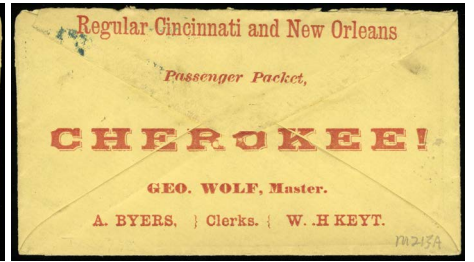 Regular Cincinnati and New Orleans
Passenger Packet,
CHEROKEE!
GEO. WOLF, Master.
A. BYERS, } Clerks. { W. .H KEYT.
M213A